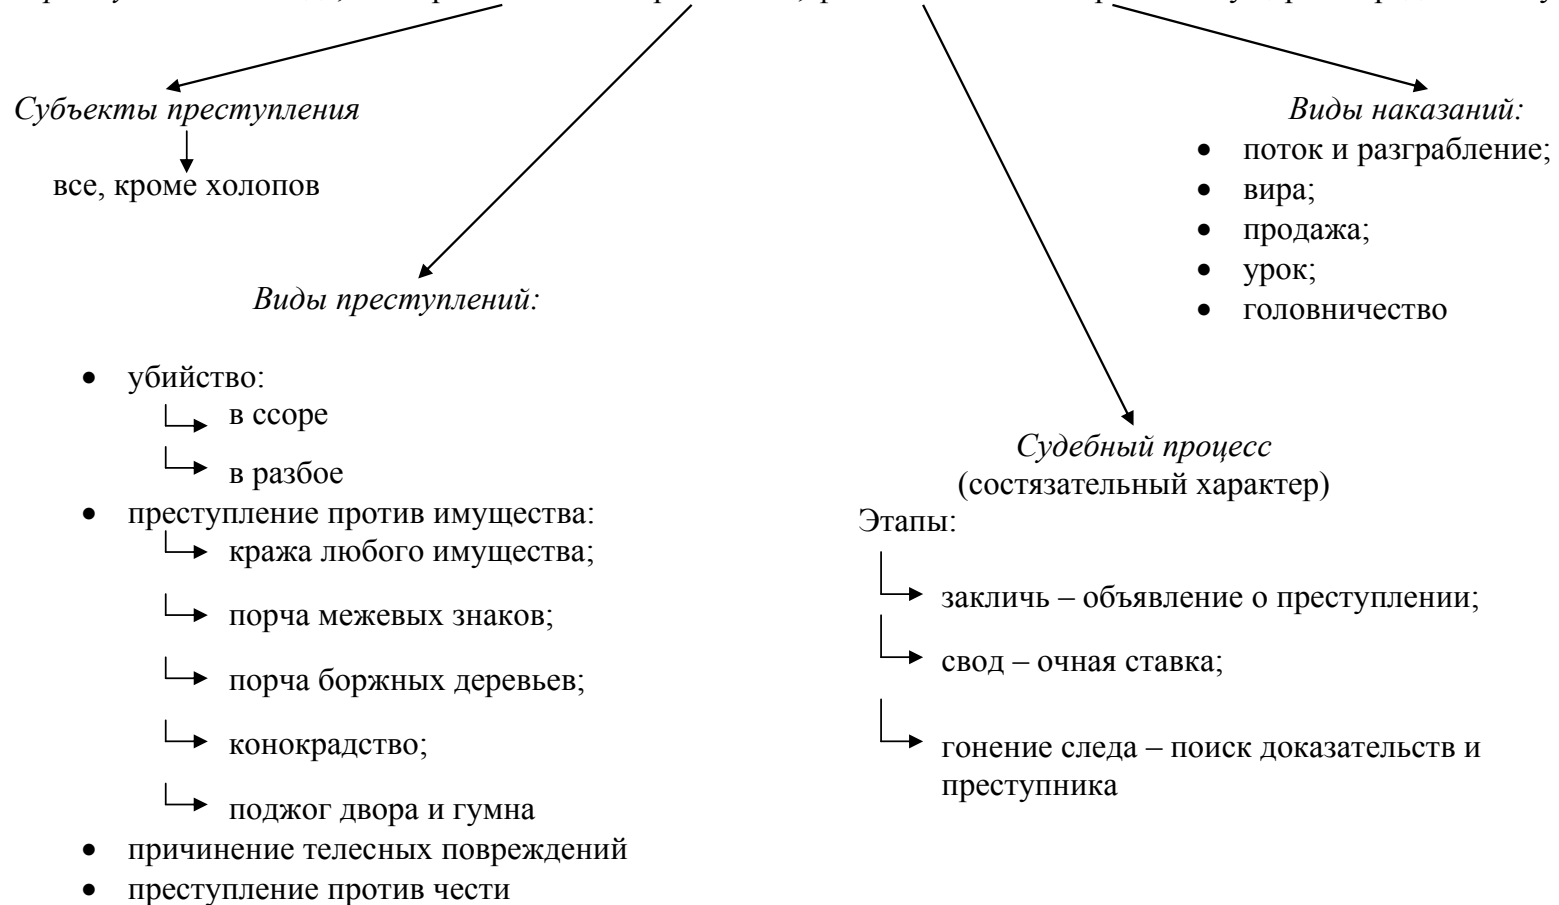 Субъекты преступления
все, кроме холопов
Виды наказаний:
• поток и разграбление;
• вира;
• продажа;
• урок;
• головничество
Виды преступлений:
• убийство:
в ссоре
в разбое
• преступление против имущества:
кража любого имущества;
порча межевых знаков;
порча боржных деревьев;
конокрадство;
поджог двора и гумна
• причинение телесных повреждений
• преступление против чести
Судебный процесс
(состязательный характер)
Этапы:
закличь – объявление о преступлении;
свод – очная ставка;
гонение следа – поиск доказательств и
преступника